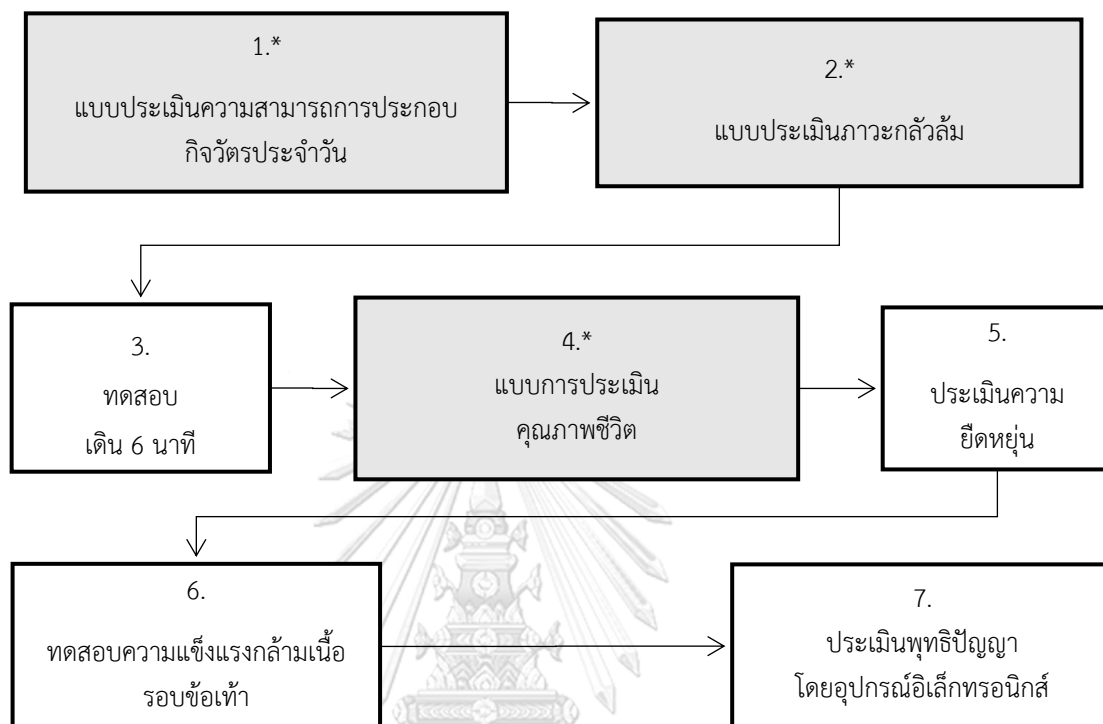 1.*
แบบประเมินความสามารถการประกอบ
กิจวัตรประจำวัน
2.*
แบบประเมินภาวะกลัวล้ม
3.
ทดสอบ
เดิน 6 นาที
4.*
แบบการประเมิน
คุณภาพชีวิต
5.
ประเมินความ
ยืดหยุ่น
6.
ทดสอบความแข็งแรงกล้ามเนื้อ
รอบข้อเท้า
7.
ประเมินพุทธิปัญญา
โดยอุปกรณ์อิเล็กทรอนิกส์